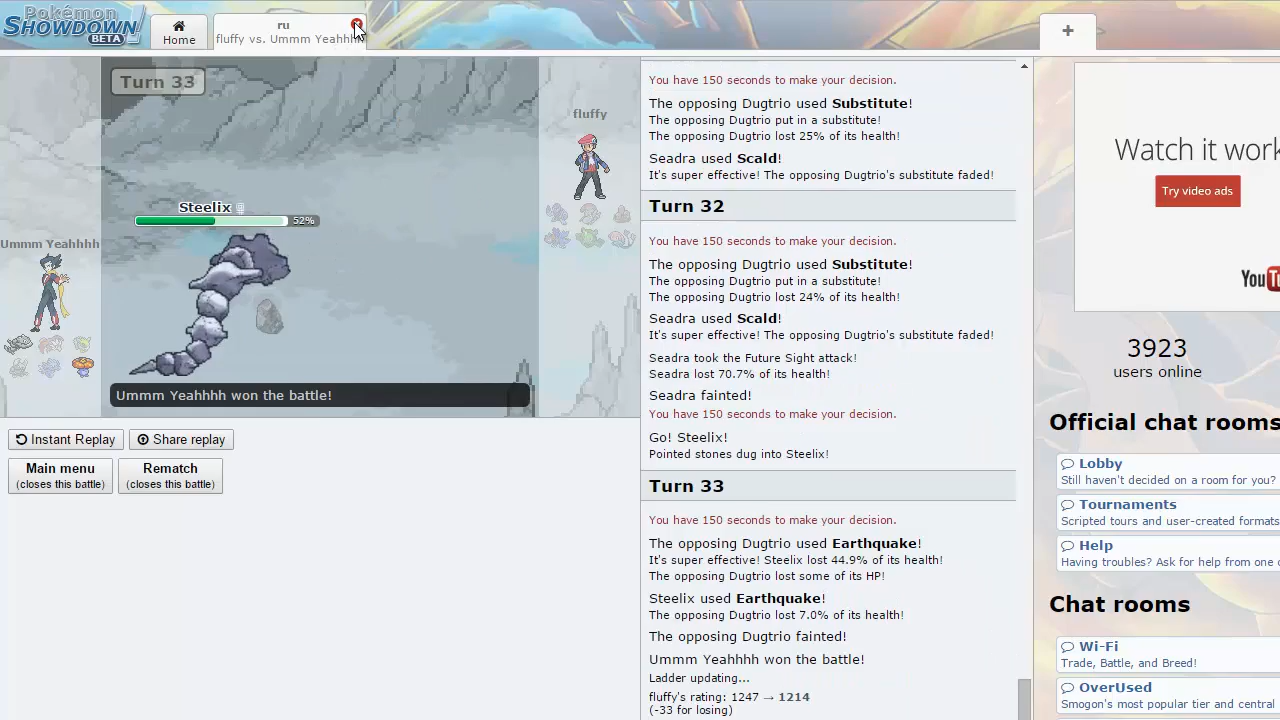 Pokémon
SHOWDOWN!
BETA
Home
ru
fluffy vs. Ummm Yeahhhh
+
Turn 33
Ummm Yeahhhh
Steelix
52%
fluffy
Ummm Yeahhhh won the battle!
Instant Replay
Share replay
Main menu
(closes this battle)
Rematch
(closes this battle)
You have 150 seconds to make your decision.
The opposing Dugtrio used Substitute!
The opposing Dugtrio put in a substitute!
The opposing Dugtrio lost 25% of its health!
Seadra used Scald!
It's super effective! The opposing Dugtrio's substitute faded!
Turn 32
You have 150 seconds to make your decision.
The opposing Dugtrio used Substitute!
The opposing Dugtrio put in a substitute!
The opposing Dugtrio lost 24% of its health!
Seadra used Scald!
It's super effective! The opposing Dugtrio's substitute faded!
Seadra took the Future Sight attack!
Seadra lost 70.7% of its health!
Seadra fainted!
You have 150 seconds to make your decision.
Go! Steelix!
Pointed stones dug into Steelix!
Turn 33
You have 150 seconds to make your decision.
The opposing Dugtrio used Earthquake!
It's super effective! Steelix lost 44.9% of its health!
The opposing Dugtrio lost some of its HP!
Steelix used Earthquake!
The opposing Dugtrio lost 7.0% of its health!
The opposing Dugtrio fainted!
Ummm Yeahhhh won the battle!
Ladder updating...
fluffy's rating: 1247 → 1214
(-33 for losing)
Watch it work
Try video ads
YouT
3923
users online
Official chat rooms
Lobby
Still haven't decided on a room for you?
Tournaments
Scripted tours and user-created formats
Help
Having troubles? Ask for help from one o
Chat rooms
Wi-Fi
Trade, Battle, and Breed!
OverUsed
Smogon's most popular tier and central